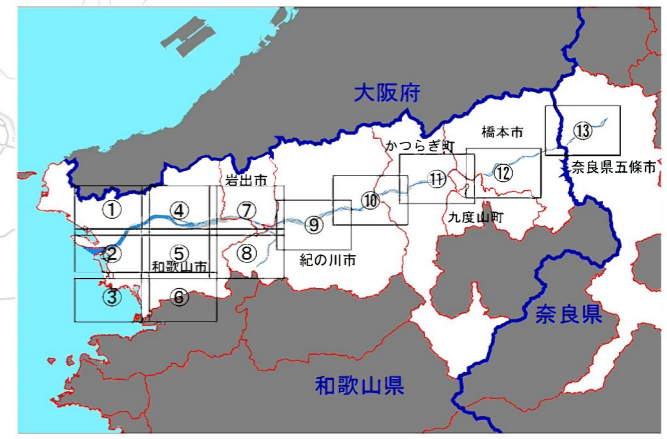 大阪府
橋本市
かつらぎ町
⑬
岩出市
⑪
⑫
奈良県五條市
①
④
⑦
⑩
九度山町
⑨
②
⑤
⑧
紀の川市
和歌山市
③
⑥
奈良県
和歌山県